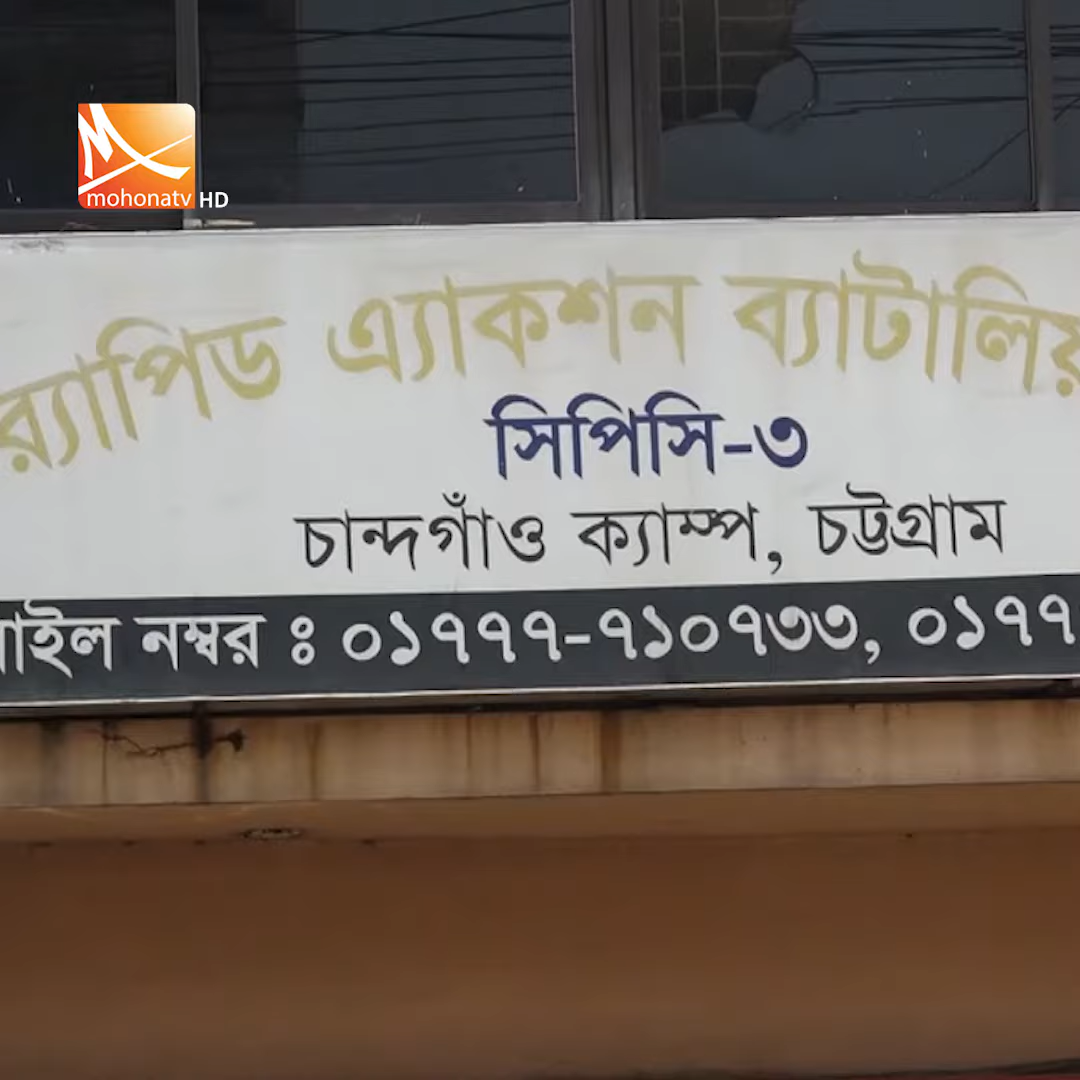 mohonatv HD
র‍্যাপিড এ্যাকশন ব্যাটালিয়
সিপিসি-৩
চান্দগাঁও ক্যাম্প, চট্টগ্রাম
াইল নম্বর ঃ ০১৭৭৭-৭১০৭৩৩, ০১৭৭